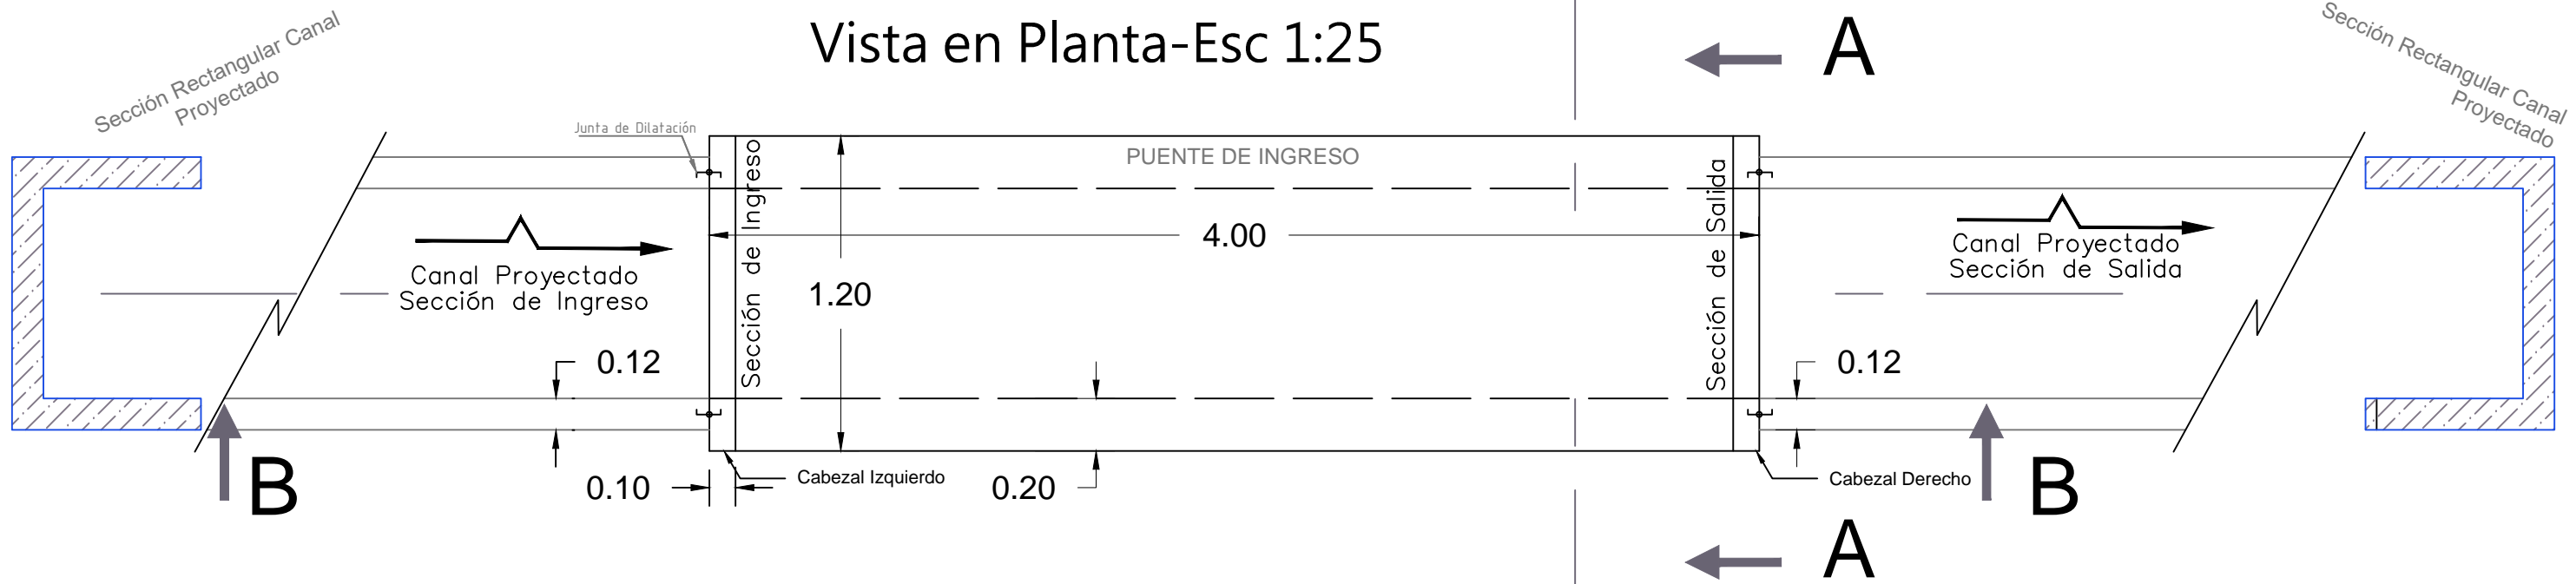 Vista en Planta-Esc 1:25
A
Sección Rectangular Canal
Proyectado
Sección Rectangular Canal
Proyectado
Junta de Dilatación
PUENTE DE INGRESO
Sección de Ingreso
Sección de Salida
4.00
1.20
Canal Proyectado
Sección de Ingreso
Canal Proyectado
Sección de Salida
0.12
0.12
0.10
Cabezal Izquierdo
0.20
Cabezal Derecho
B
B
A